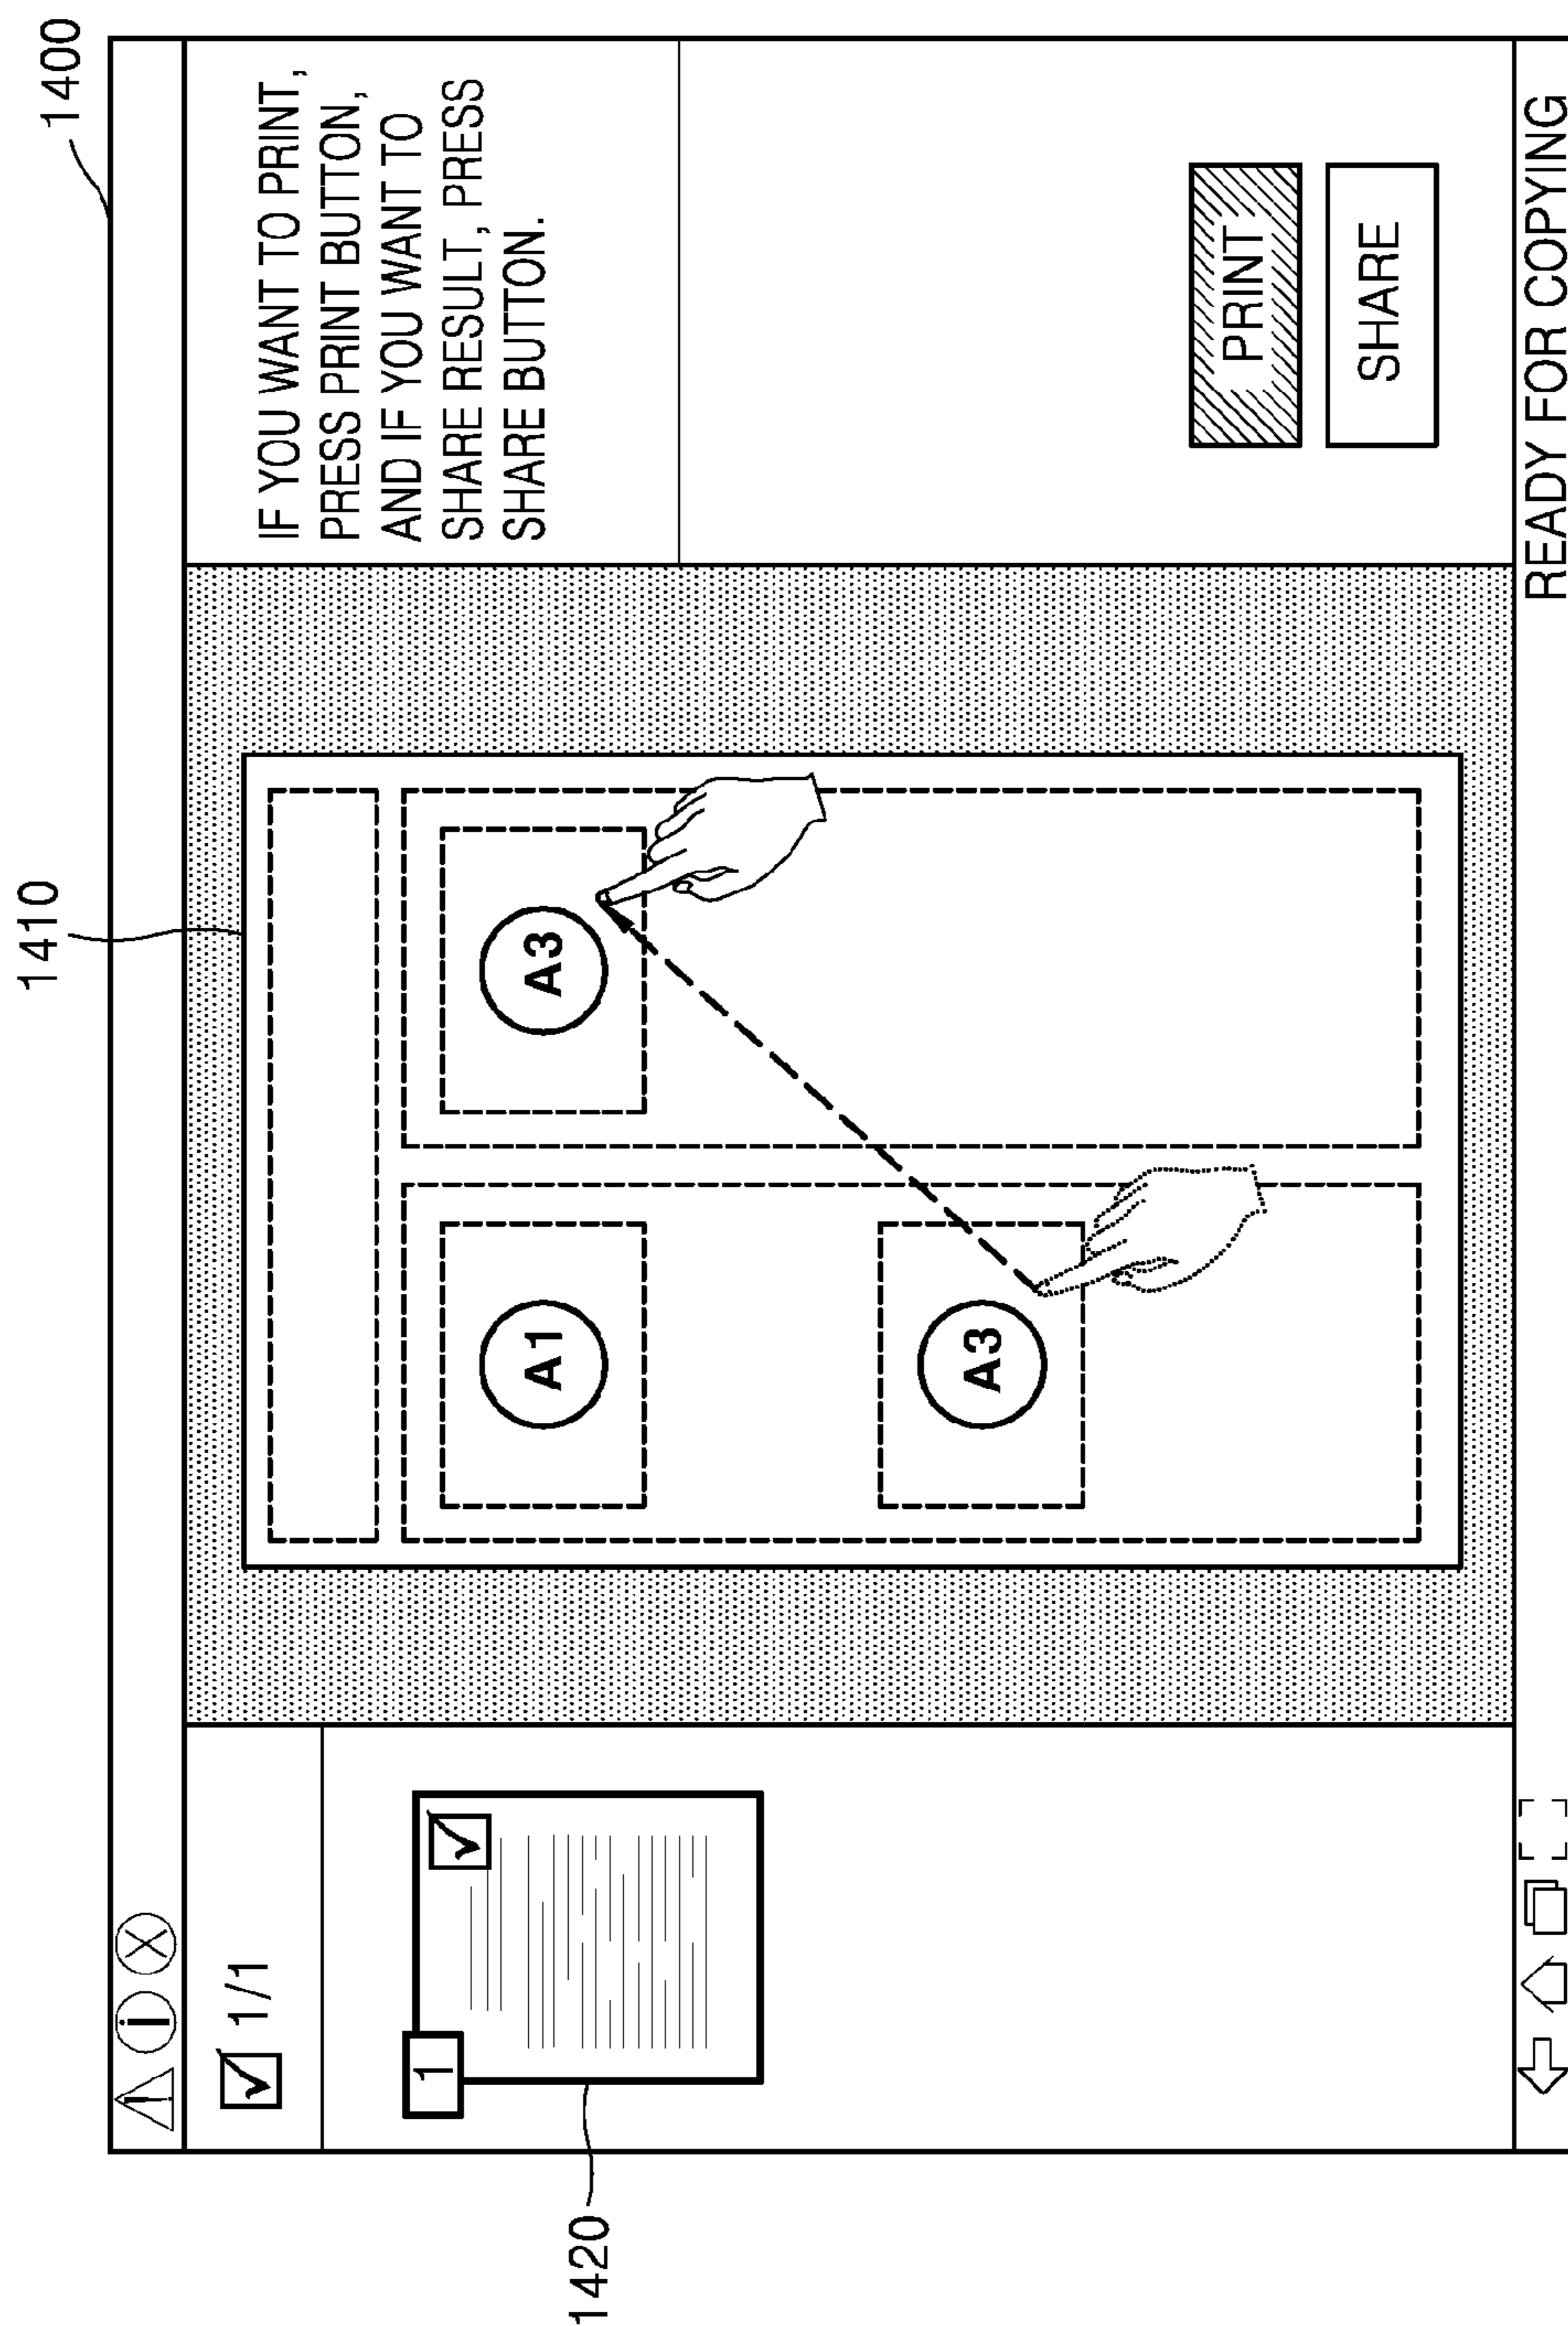 1400
1410
i X
1/1
1
1420
A1
A3
A3
IF YOU WANT TO PRINT,
PRESS PRINT BUTTON,
AND IF YOU WANT TO
SHARE RESULT, PRESS
SHARE BUTTON.
PRINT
SHARE
READY FOR COPYING